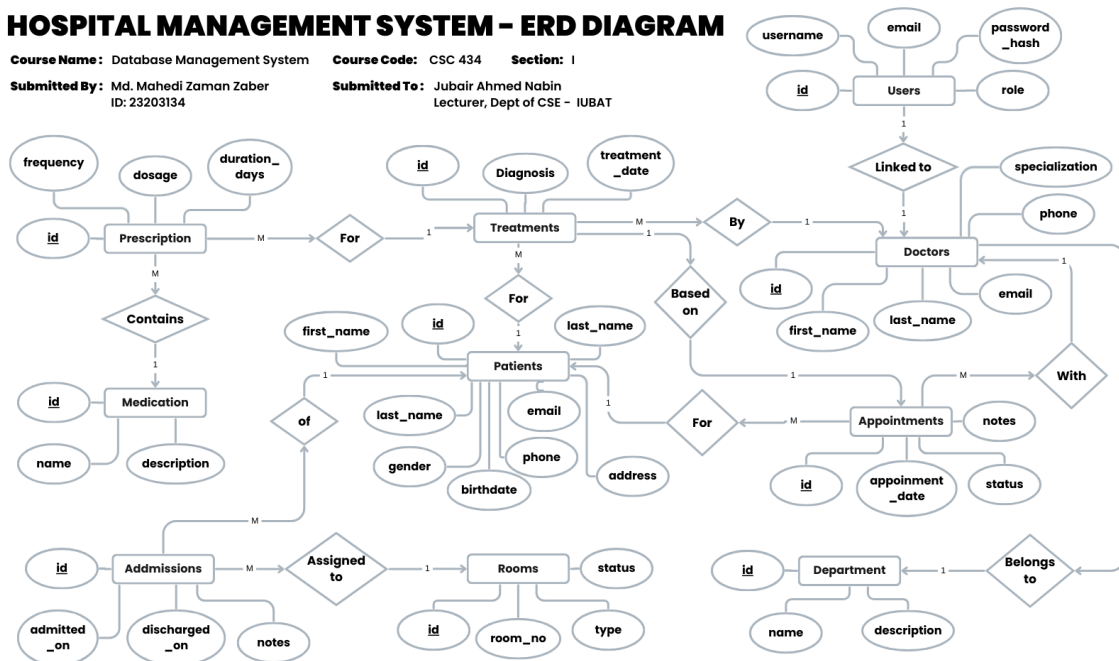 HOSPITAL MANAGEMENT SYSTEM – ERD DIAGRAM
Course Name : Database Management System Course Code: CSC 434 Section: I
Submitted By : Md. Mahedi Zaman Zaber Submitted To : Jubair Ahmed Nabin
ID: 23203134 Lecturer, Dept of CSE - IUBAT
username
email
password
_hash
id
Users
role
1
Linked to
1
frequency
dosage
duration_
days
id
Prescription
M
For
1
id
Diagnosis
treatment
_date
Treatments
M
By
1
1
specialization
phone
Doctors
id
first_name
last_name
email
1
M
Contains
1
M
For
1
Based
on
1
id
Medication
name
description
first_name
id
last_name
Patients
last_name
email
gender
phone
birthdate
address
1
of
M
1
For
M
Appointments
M
With
notes
id
appoinment
_date
status
id
Addmissions
M
Assigned
to
1
Rooms
status
admitted
_on
discharged
_on
notes
id
room_no
type
id
Department
1
Belongs
to
name
description